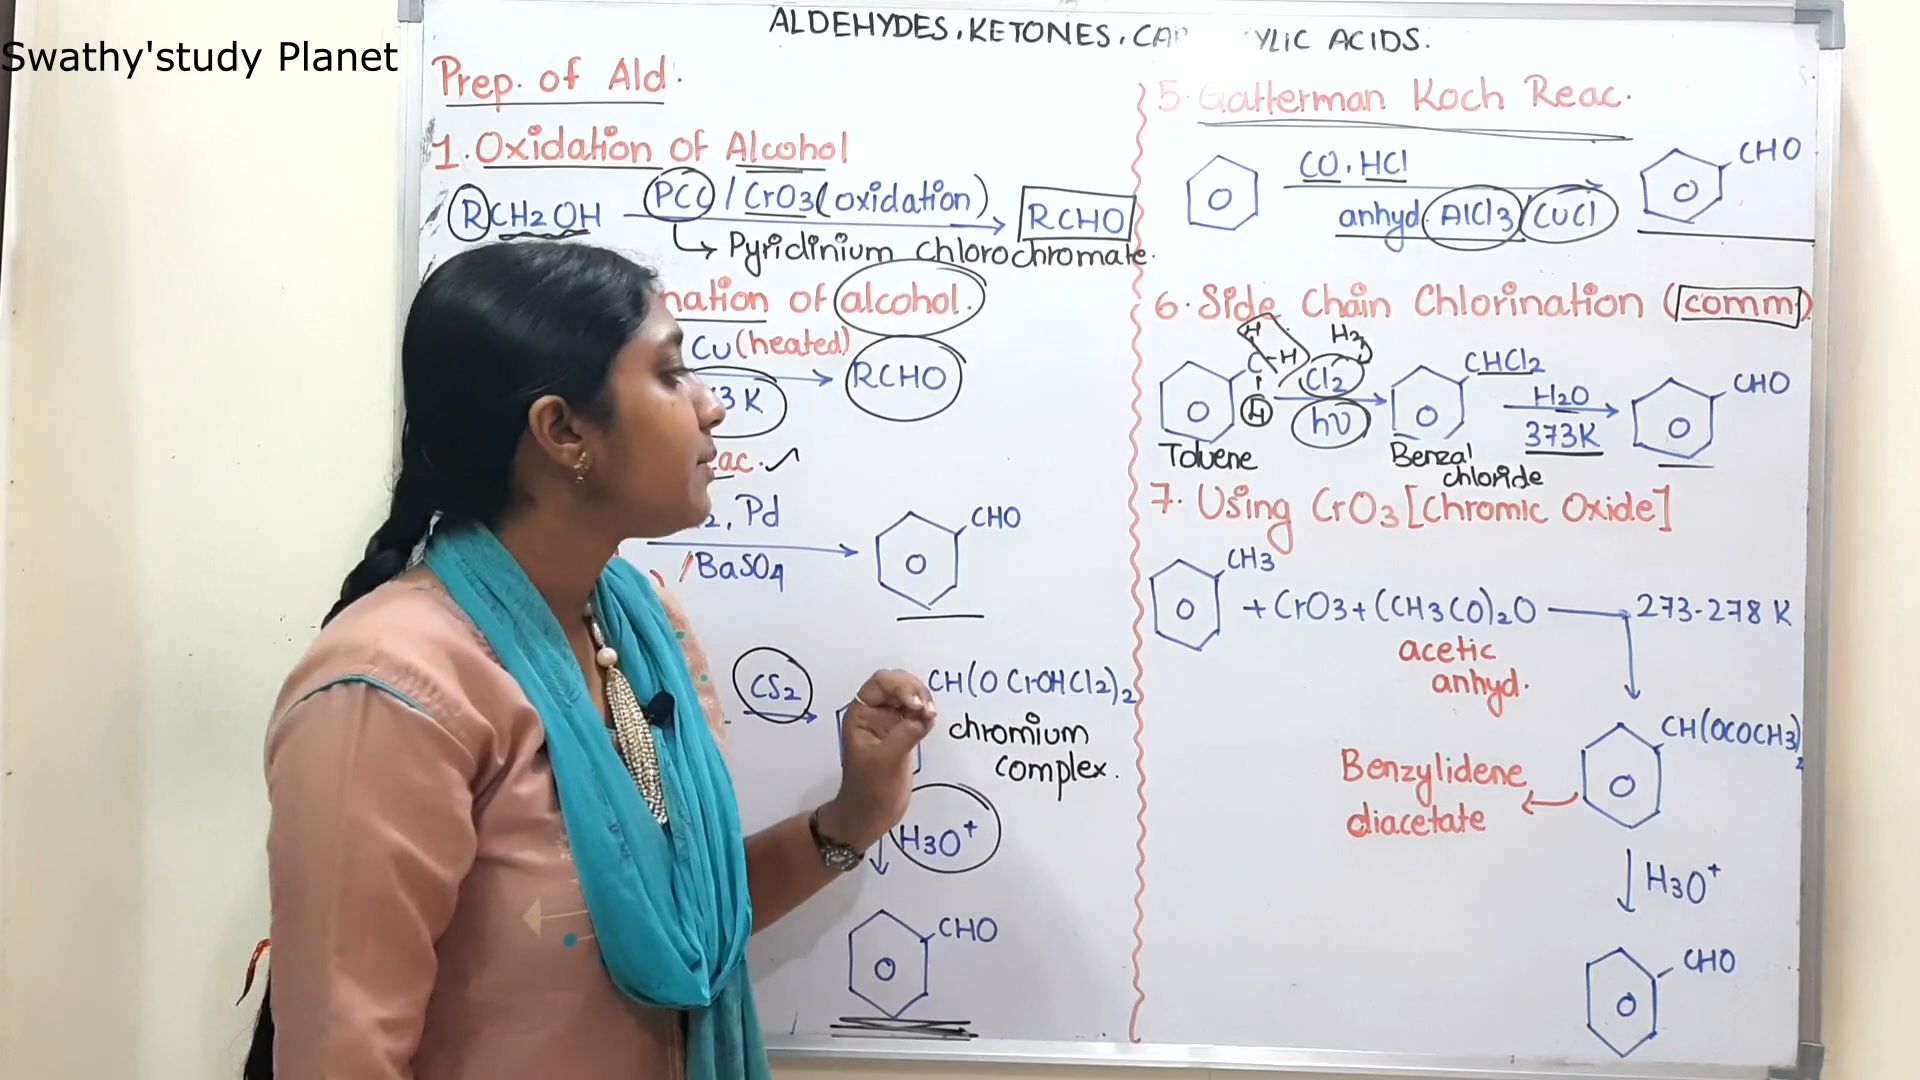 Swathy'study Planet
ALDEHYDES, KETONES, CAR YLIC ACIDS.
Prep. of Ald.
1. Oxidation of Alcohol
RCH2OH PCC / CrO3 (oxidation) RCHO
Pyridinium chlorochromate.
nation of alcohol.
Cu (heated)
3 K
RCHO
ac.
2, Pd
BaSO4
CHO
CS2
CH(OCrOHCl2)2
chromium
complex.
H3O+
CHO
5. Gatterman Koch Reac.
CO, HCl
anhyd. AlCl3/CuCl
CHO
6. Side Chain Chlorination (comm)
H
C-H
H
Cl2
hν
CHCl2
H2O
373K
CHO
Toluene
Benzal
chloride
7. Using CrO3 [Chromic Oxide]
CH3
+ CrO3 + (CH3CO)2O 273-278 K
acetic
anhyd.
CH(OCOCH3)2
Benzylidene
diacetate
H3O+
CHO